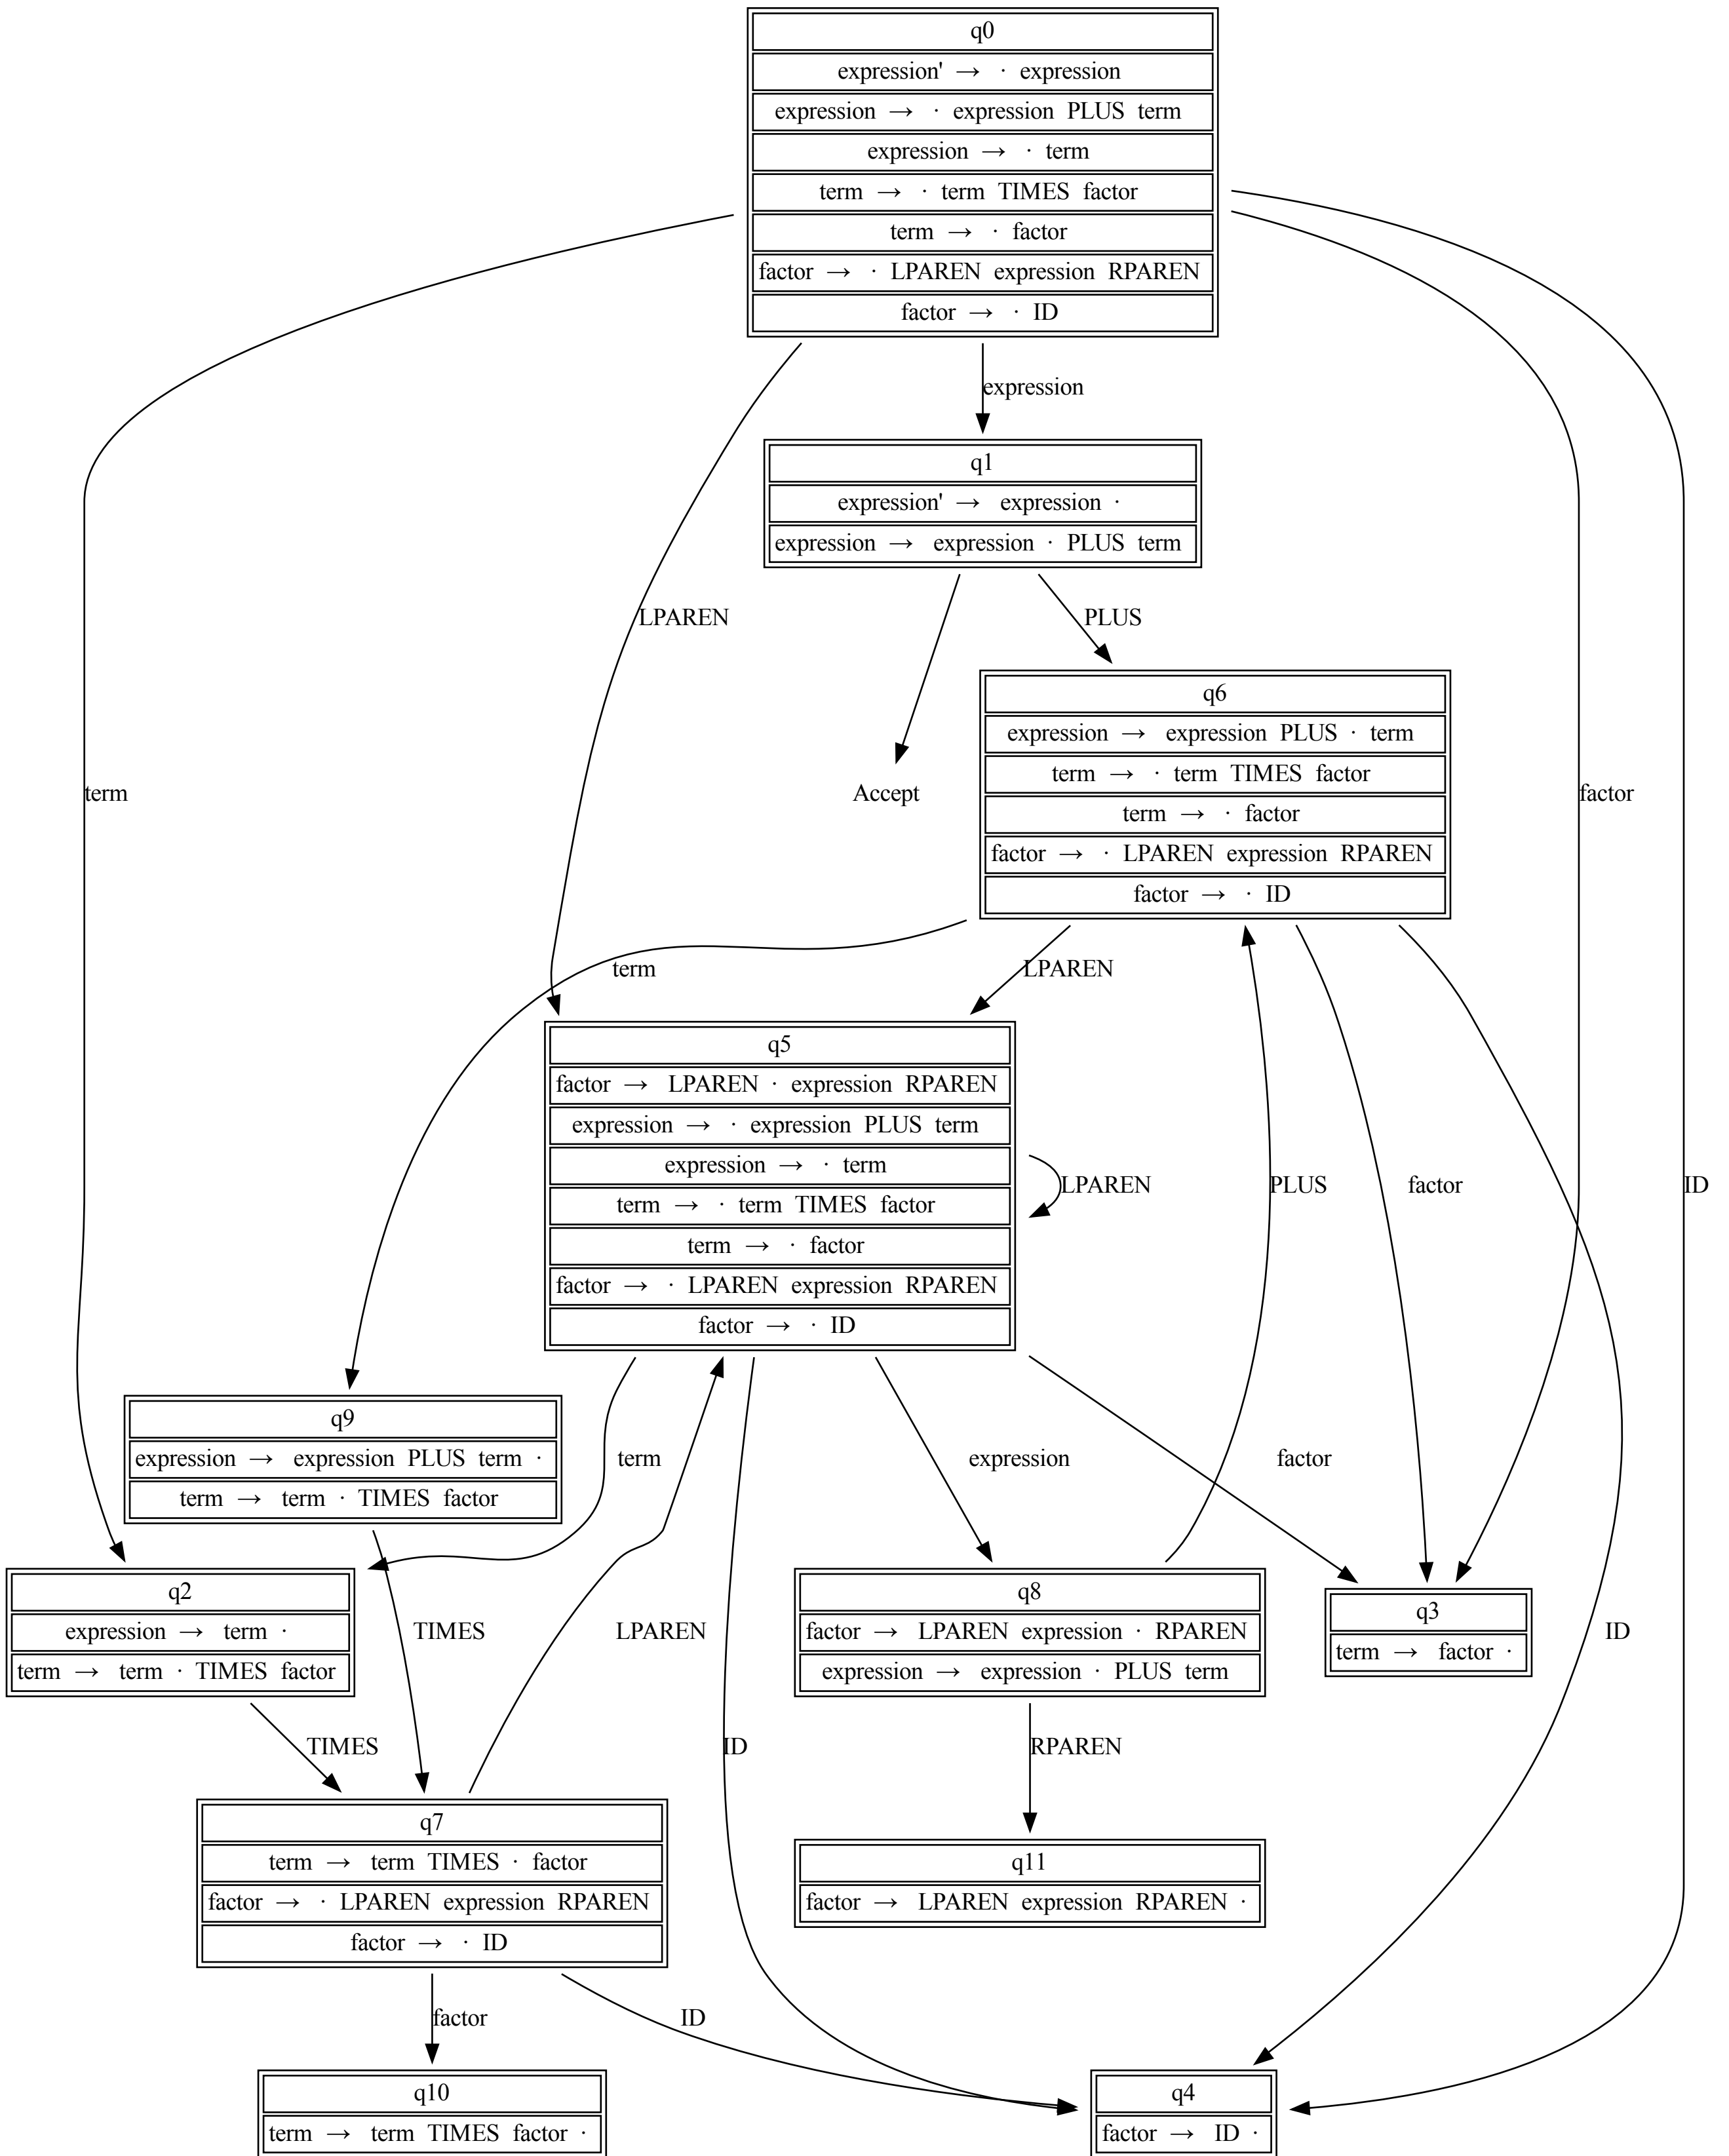 q0
expression' → · expression
expression → · expression PLUS term
expression → · term
term → · term TIMES factor
term → · factor
factor → · LPAREN expression RPAREN
factor → · ID
expression
q1
expression' → expression ·
expression → expression · PLUS term
LPAREN
PLUS
q6
expression → expression PLUS · term
term → · term TIMES factor
term → · factor
factor → · LPAREN expression RPAREN
factor → · ID
term
Accept
factor
term
LPAREN
q5
factor → LPAREN · expression RPAREN
expression → · expression PLUS term
expression → · term
term → · term TIMES factor
term → · factor
factor → · LPAREN expression RPAREN
factor → · ID
LPAREN
PLUS
factor
ID
q9
expression → expression PLUS term ·
term → term · TIMES factor
term
expression
factor
q2
expression → term ·
term → term · TIMES factor
TIMES
LPAREN
q8
factor → LPAREN expression · RPAREN
expression → expression · PLUS term
q3
term → factor ·
ID
TIMES
ID
RPAREN
q7
term → term TIMES · factor
factor → · LPAREN expression RPAREN
factor → · ID
q11
factor → LPAREN expression RPAREN ·
factor
ID
q10
term → term TIMES factor ·
q4
factor → ID ·